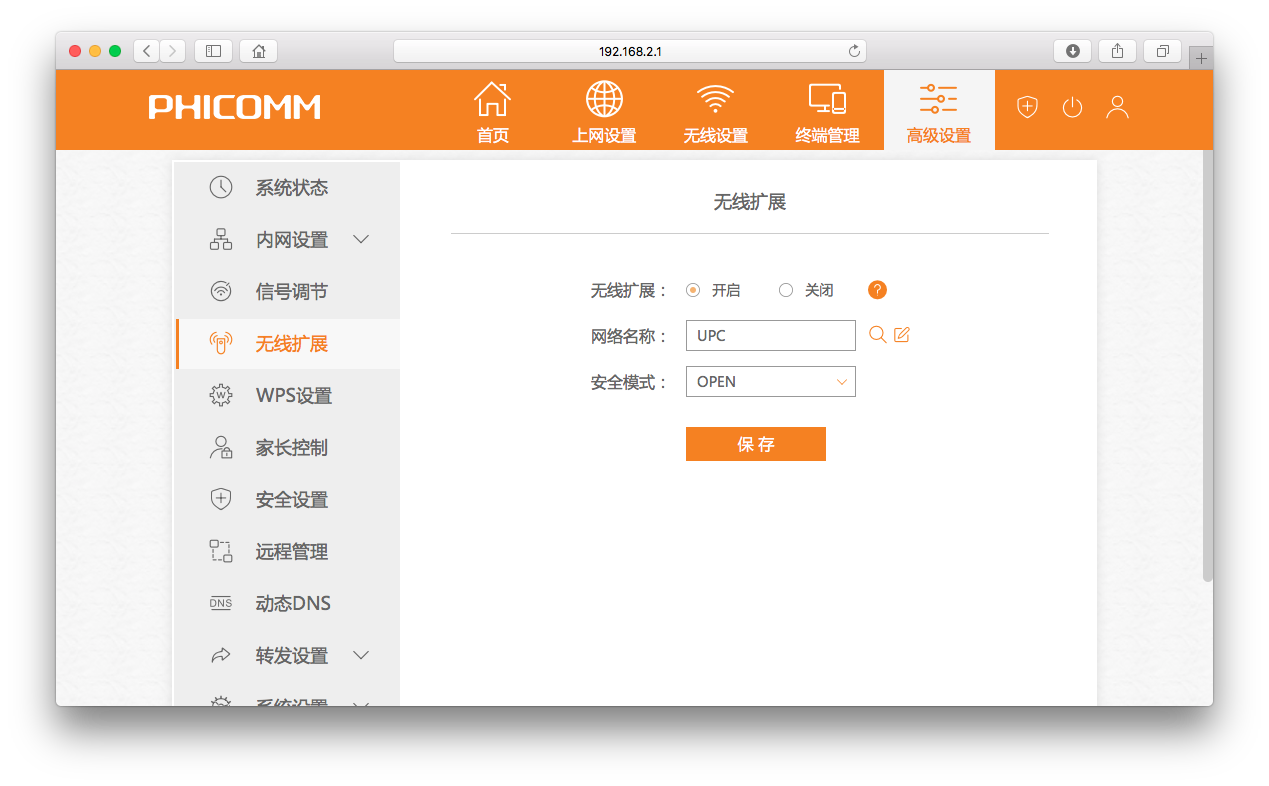 192.168.2.1
PHICOMM
首页
上网设置
无线设置
终端管理
高级设置
系统状态
内网设置
信号调节
无线扩展
WPS设置
家长控制
安全设置
远程管理
DNS 动态DNS
转发设置
系统设置
无线扩展
无线扩展： 开启 关闭 ?
网络名称： UPC
安全模式： OPEN
保存